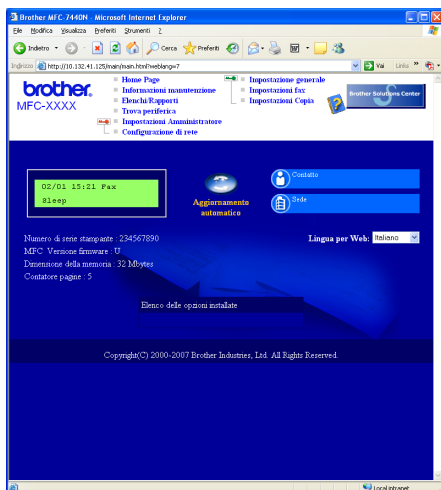 Brother MFC-7440N - Microsoft Internet Explorer
File Modifica Visualizza Preferiti Strumenti ?
Indietro Cerca Preferiti
Indirizzo http://10.132.41.125/main/main.html?weblang=7 Vai Links »
brother.
MFC-XXXX
Home Page
Informazioni manutenzione
Elenchi/Rapporti
Trova periferica
Impostazioni Amministratore
Configurazione di rete
Impostazione generale
Impostazioni fax
Impostazioni Copia
Brother Solutions Center
02/01 15:21 Fax
Sleep
Aggiornamento
automatico
Contatto
Sede
Numero di serie stampante : 234567890
MFC Versione firmware : U
Dimensione della memoria : 32 Mbytes
Contatore pagine : 5
Lingua per Web: Italiano
Elenco delle opzioni installate
Copyright(C) 2000-2007 Brother Industries, Ltd. All Rights Reserved.
Local intranet